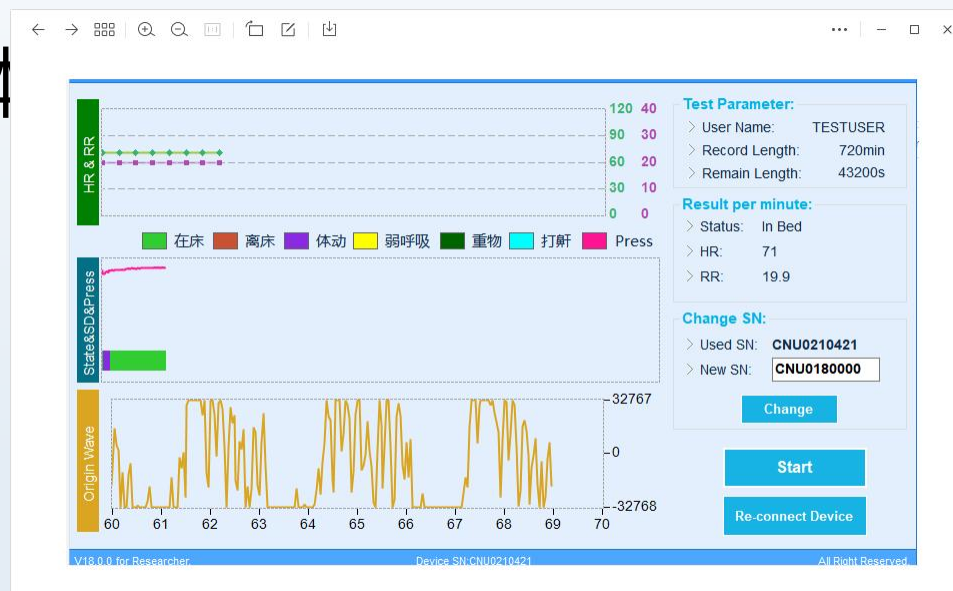 HR & RR
120 40
90 30
60 20
30 10
0 0
在床 离床 体动 弱呼吸 重物 打鼾 Press
State&SD&Press
Origin Wave
32767
0
-32768
60 61 62 63 64 65 66 67 68 69 70
Test Parameter:
User Name: TESTUSER
Record Length: 720min
Remain Length: 43200s
Result per minute:
Status: In Bed
HR: 71
RR: 19.9
Change SN:
Used SN: CNU0210421
New SN: CNU0180000
Change
Start
Re-connect Device
V18.0.0 for Researcher. Device SN:CNU0210421 All Right Reserved.